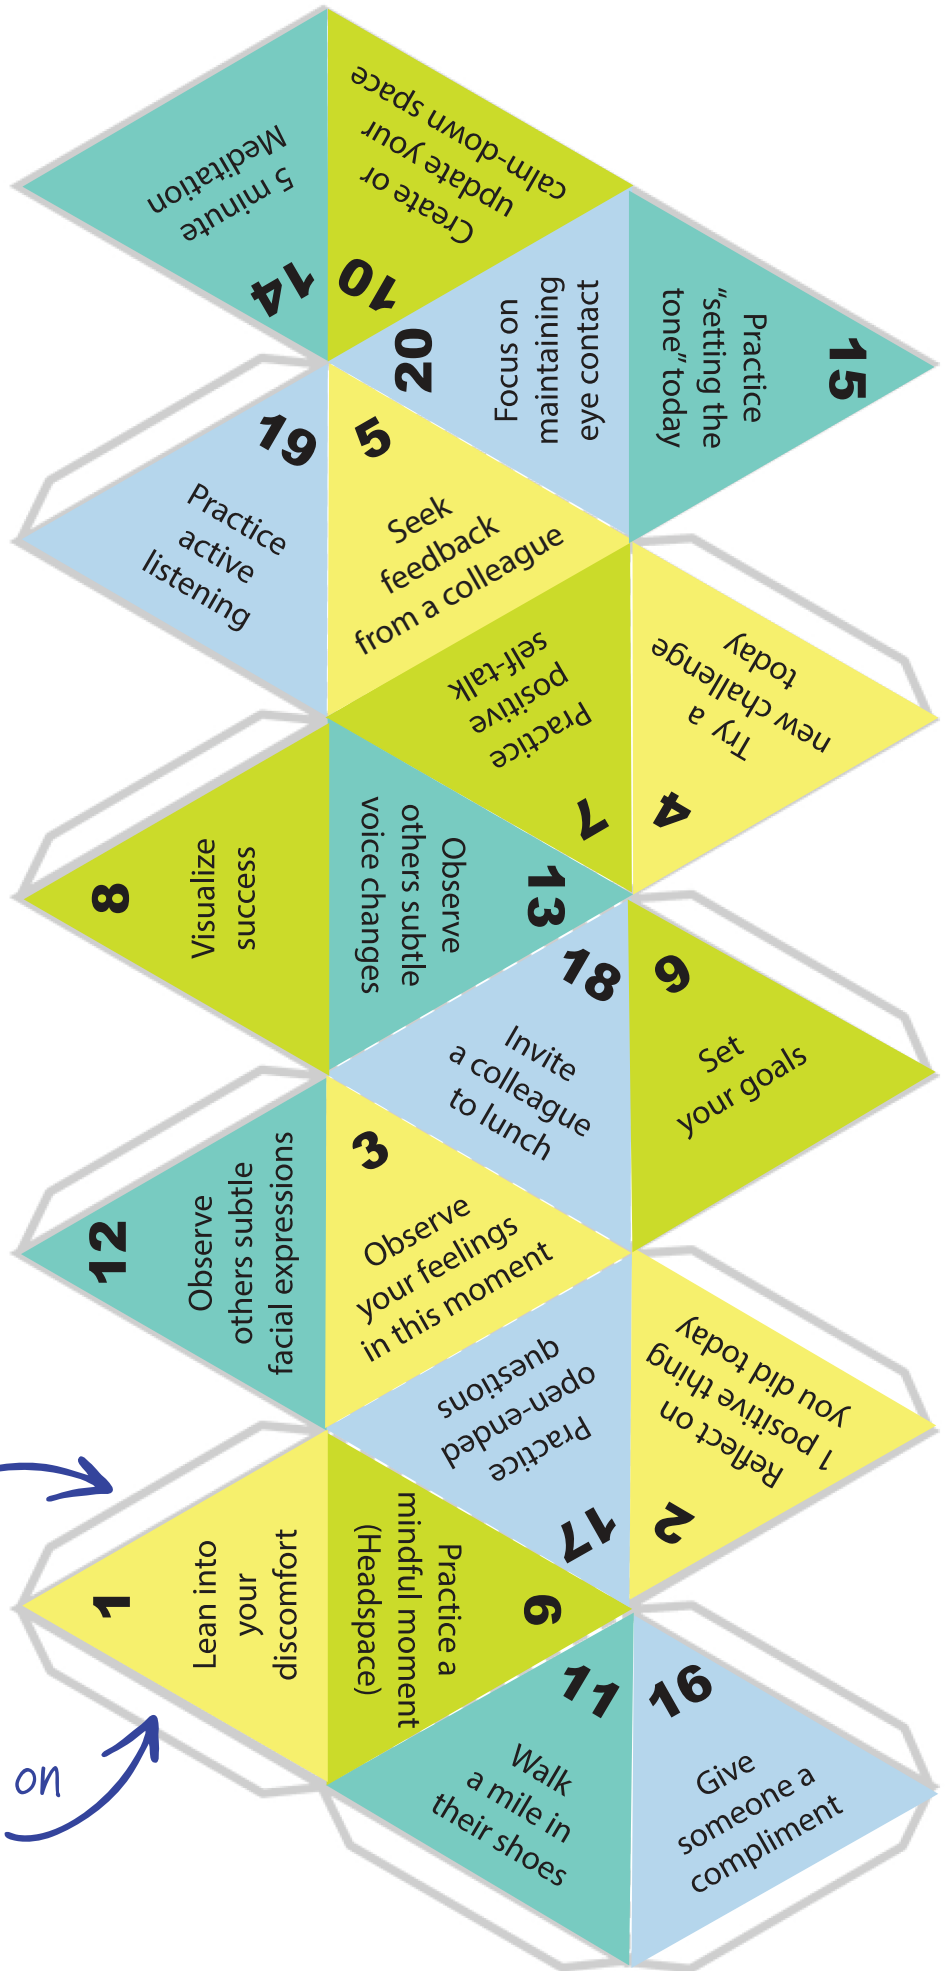 14
5 minute
Meditation
10
Create or
update your
calm-down space
20
Focus on
maintaining
eye contact
15
Practice
“setting the
tone” today
19
Practice
active
listening
5
Seek
feedback
from a colleague
7
Practice
positive
self-talk
4
Try a
new challenge
today
8
Visualize
success
13
Observe
others subtle
voice changes
18
Invite
a colleague
to lunch
9
Set
your goals
12
Observe
others subtle
facial expressions
3
Observe
your feelings
in this moment
17
Practice
open-ended
questions
2
Reflect on
1 positive thing
you did today
1
Lean into
your
discomfort
6
Practice a
mindful moment
(Headspace)
11
Walk
a mile in
their shoes
16
Give
someone a
compliment
on